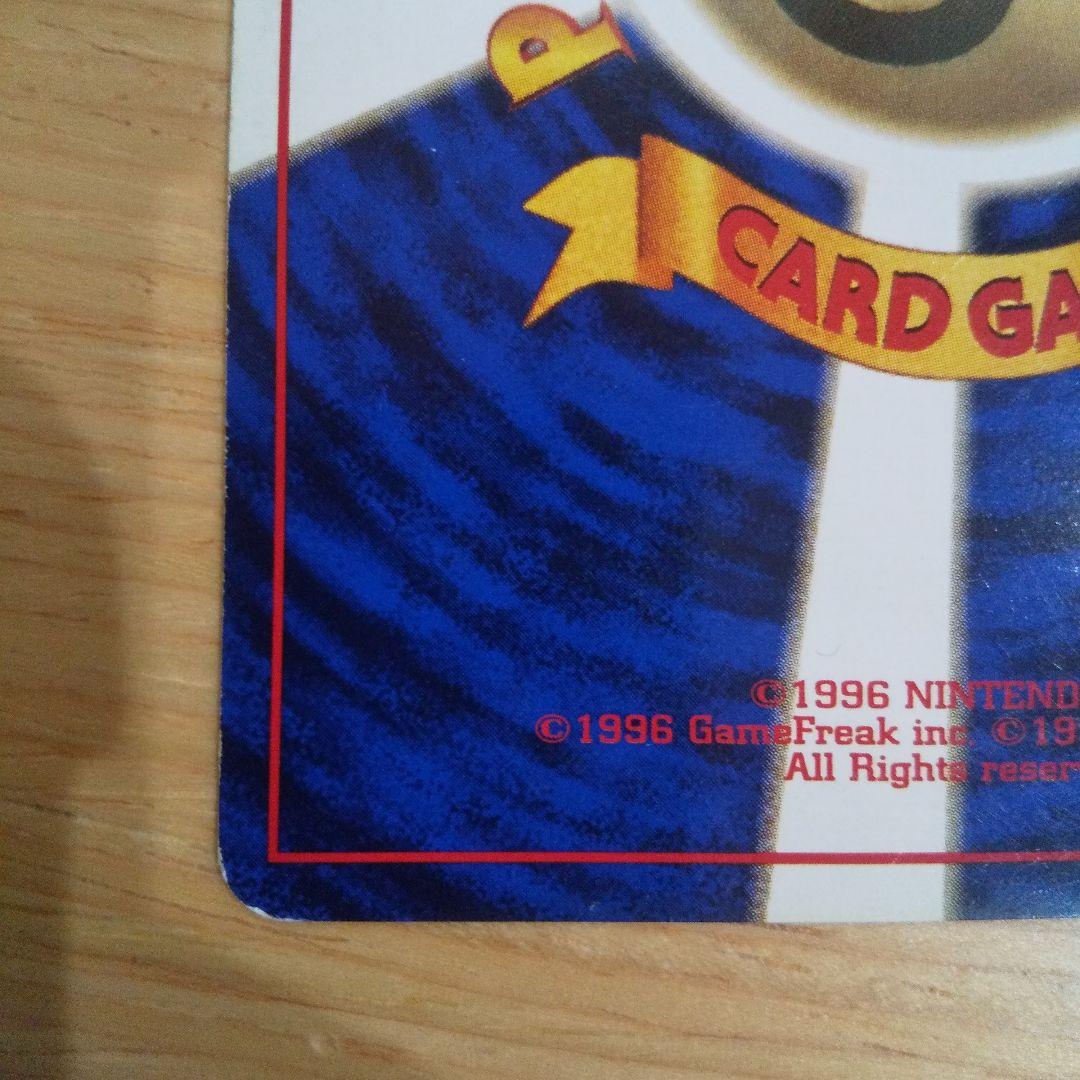 P
CARD GA
©1996 NINTEND
©1996 GameFreak inc. ©19
All Rights reser